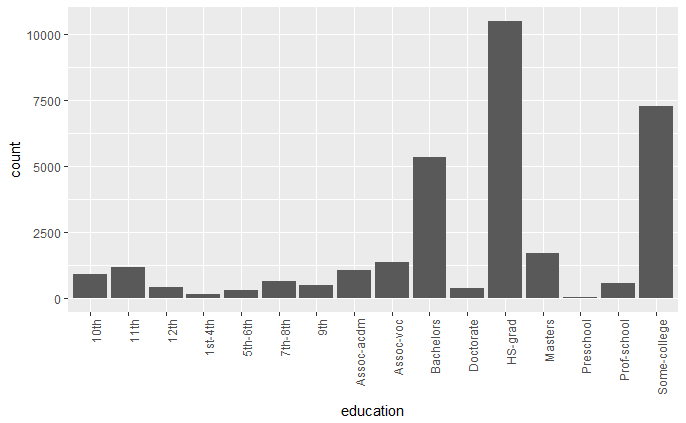 10000
7500
5000
2500
0
count
10th
11th
12th
1st-4th
5th-6th
7th-8th
9th
Assoc-acdm
Assoc-voc
Bachelors
Doctorate
HS-grad
Masters
Preschool
Prof-school
Some-college
education